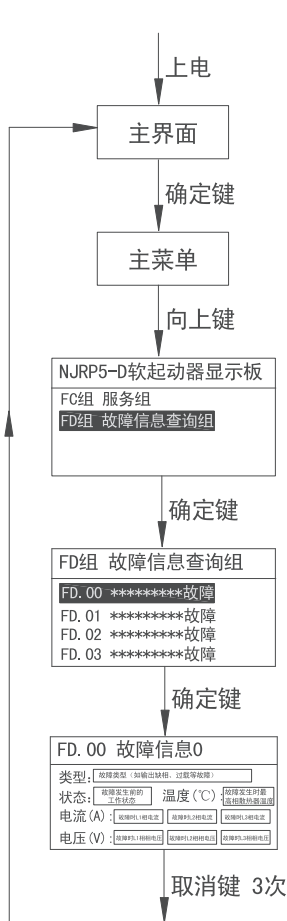 上电
主界面
确定键
主菜单
向上键
NJRP5-D软起动器显示板
FC组 服务组
FD组 故障信息查询组
确定键
FD组 故障信息查询组
FD.00 *********故障
FD.01 *********故障
FD.02 *********故障
FD.03 *********故障
确定键
FD.00 故障信息0
类型: 故障类型（如输出缺相、过载等故障）
状态: 故障发生前的工作状态 温度(℃): 故障发生时最高相散热器温度
电流(A): 故障时L1相电流 故障时L2相电流 故障时L3相电流
电压(V): 故障时L1相相电压 故障时L2相相电压 故障时L3相相电压
取消键 3次